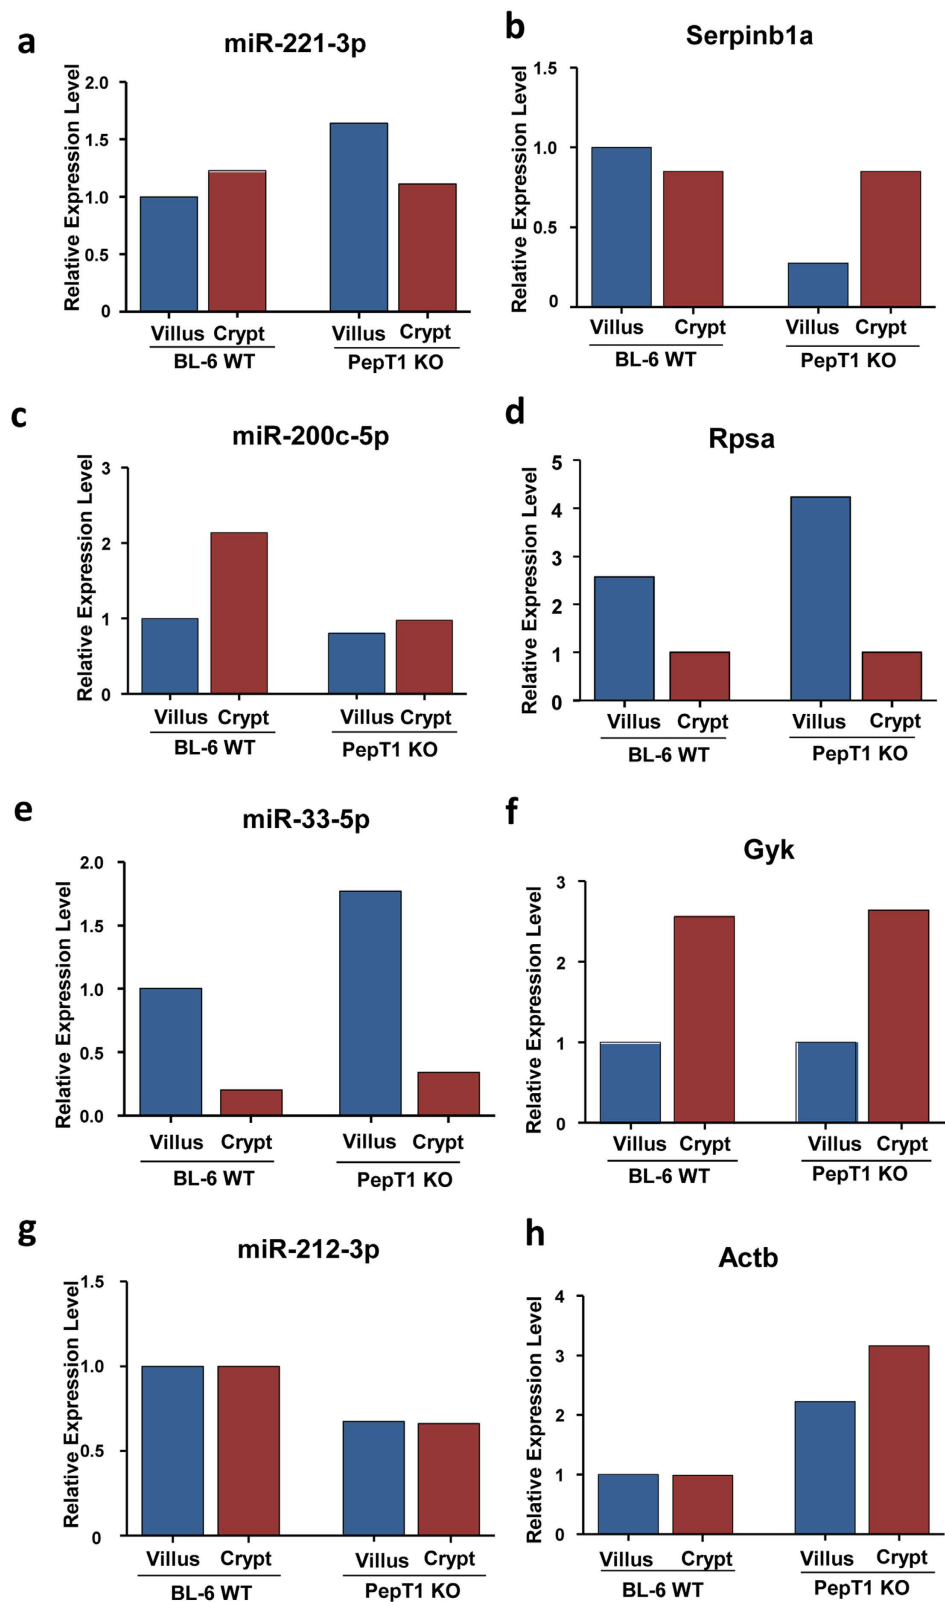 a
miR-221-3p
Relative Expression Level
2.0
1.5
1.0
0.5
0
Villus Crypt Villus Crypt
BL-6 WT PepT1 KO
b
Serpinb1a
Relative Expression Level
1.5
1.0
0.5
0
Villus Crypt Villus Crypt
BL-6 WT PepT1 KO
c
miR-200c-5p
Relative Expression Level
3
2
1
0
Villus Crypt Villus Crypt
BL-6 WT PepT1 KO
d
Rpsa
Relative Expression Level
5
4
3
2
1
0
Villus Crypt Villus Crypt
BL-6 WT PepT1 KO
e
miR-33-5p
Relative Expression Level
2.0
1.5
1.0
0.5
0.0
Villus Crypt Villus Crypt
BL-6 WT PepT1 KO
f
Gyk
Relative Expression Level
3
2
1
0
Villus Crypt Villus Crypt
BL-6 WT PepT1 KO
g
miR-212-3p
Relative Expression Level
1.5
1.0
0.5
0
Villus Crypt Villus Crypt
BL-6 WT PepT1 KO
h
Actb
Relative Expression Level
4
3
2
1
0
Villus Crypt Villus Crypt
BL-6 WT PepT1 KO